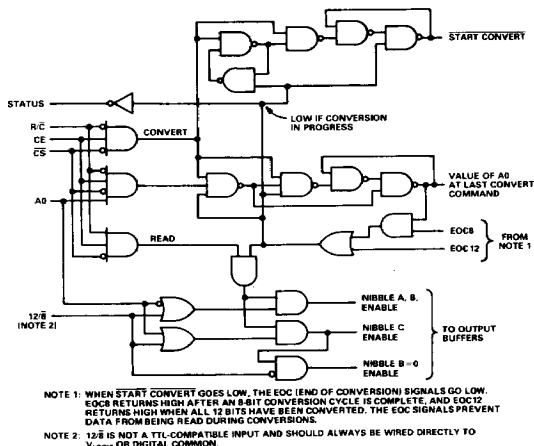 START CONVERT
STATUS
LOW IF CONVERSION
IN PROGRESS
R/C
CONVERT
CE
CS
A0
VALUE OF A0
AT LAST CONVERT
COMMAND
READ
EOC8
EOC12
FROM
NOTE 1
12/8
(NOTE 2)
NIBBLE A, B,
ENABLE
NIBBLE C
ENABLE
NIBBLE B = 0
ENABLE
TO OUTPUT
BUFFERS
NOTE 1: WHEN START CONVERT GOES LOW, THE EOC (END OF CONVERSION) SIGNALS GO LOW.
EOC8 RETURNS HIGH AFTER AN 8-BIT CONVERSION CYCLE IS COMPLETE, AND EOC12
RETURNS HIGH WHEN ALL 12 BITS HAVE BEEN CONVERTED. THE EOC SIGNALS PREVENT
DATA FROM BEING READ DURING CONVERSIONS.
NOTE 2: 12/8 IS NOT A TTL-COMPATIBLE INPUT AND SHOULD ALWAYS BE WIRED DIRECTLY TO
OR DIGITAL COMMON.